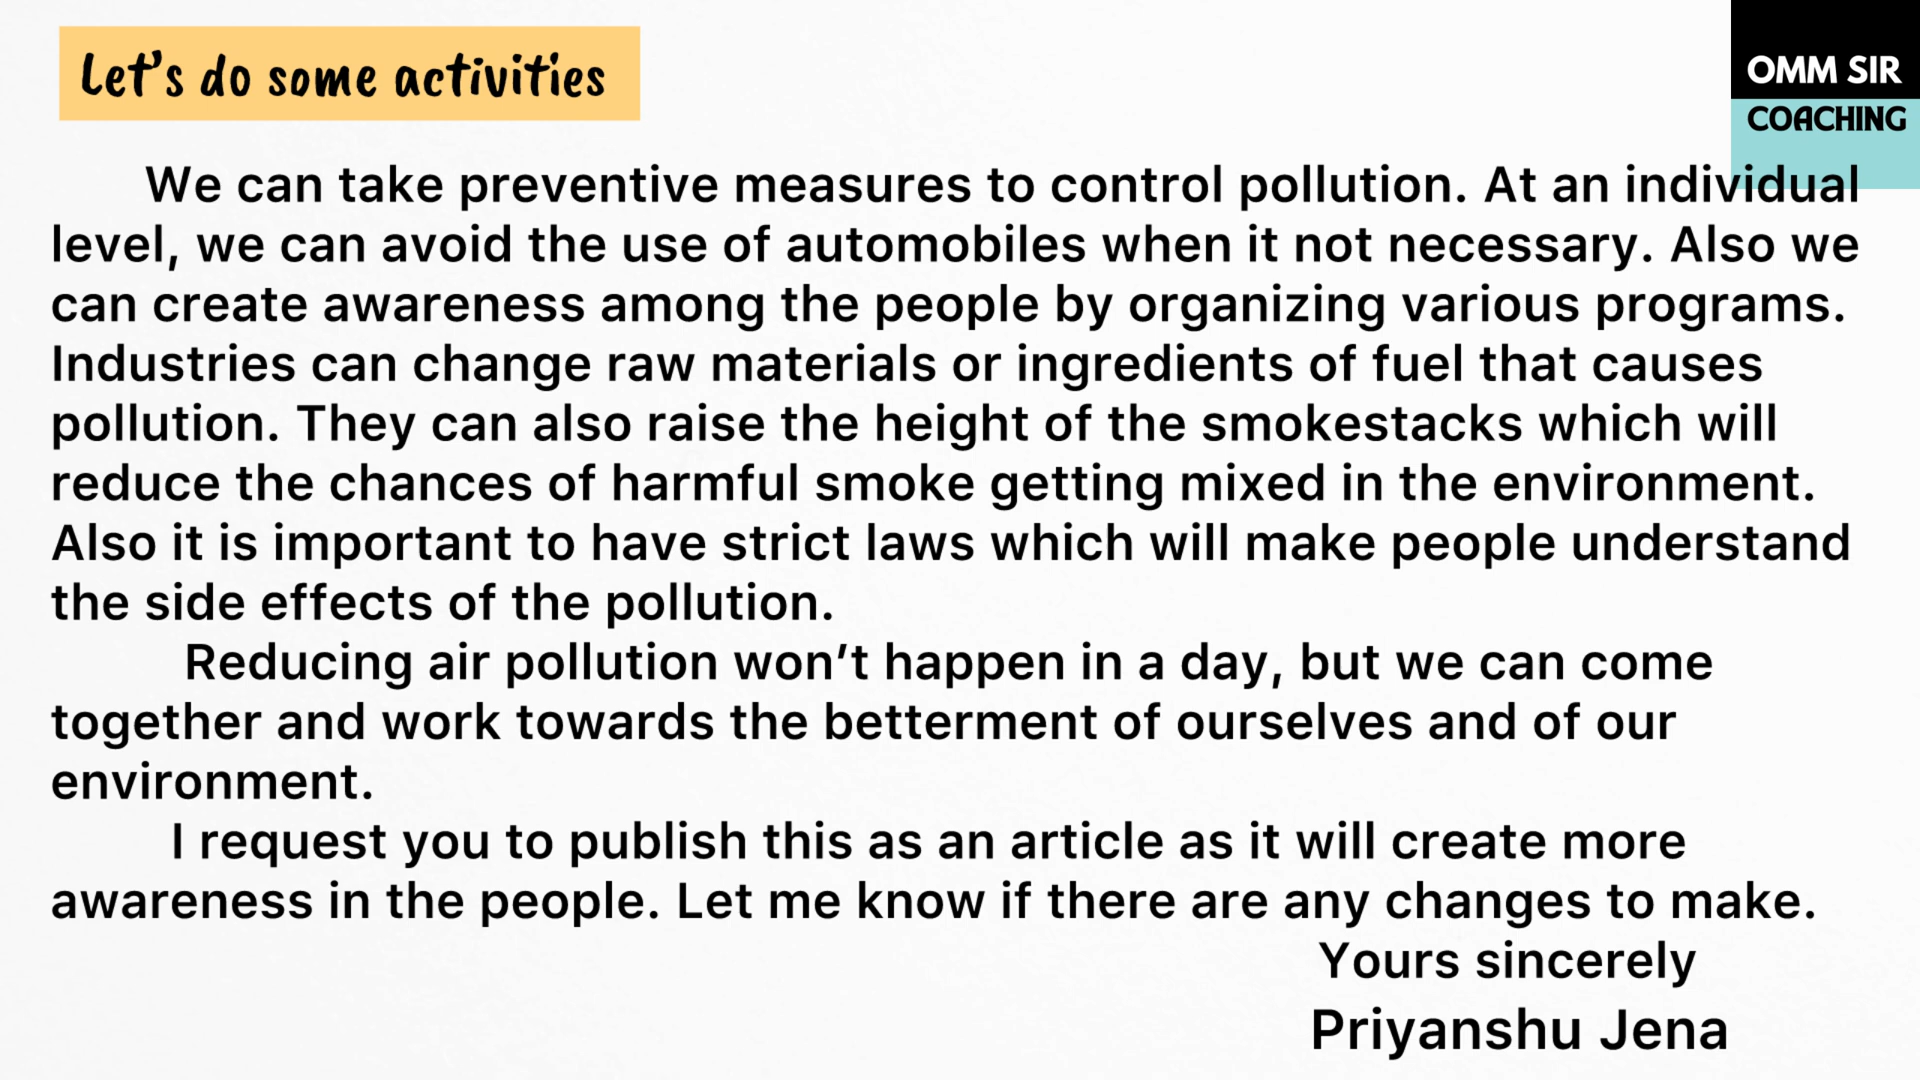 Let's do some activities
OMM SIR
COACHING
We can take preventive measures to control pollution. At an individual
level, we can avoid the use of automobiles when it not necessary. Also we
can create awareness among the people by organizing various programs.
Industries can change raw materials or ingredients of fuel that causes
pollution. They can also raise the height of the smokestacks which will
reduce the chances of harmful smoke getting mixed in the environment.
Also it is important to have strict laws which will make people understand
the side effects of the pollution.
Reducing air pollution won’t happen in a day, but we can come
together and work towards the betterment of ourselves and of our
environment.
I request you to publish this as an article as it will create more
awareness in the people. Let me know if there are any changes to make.
Yours sincerely
Priyanshu Jena